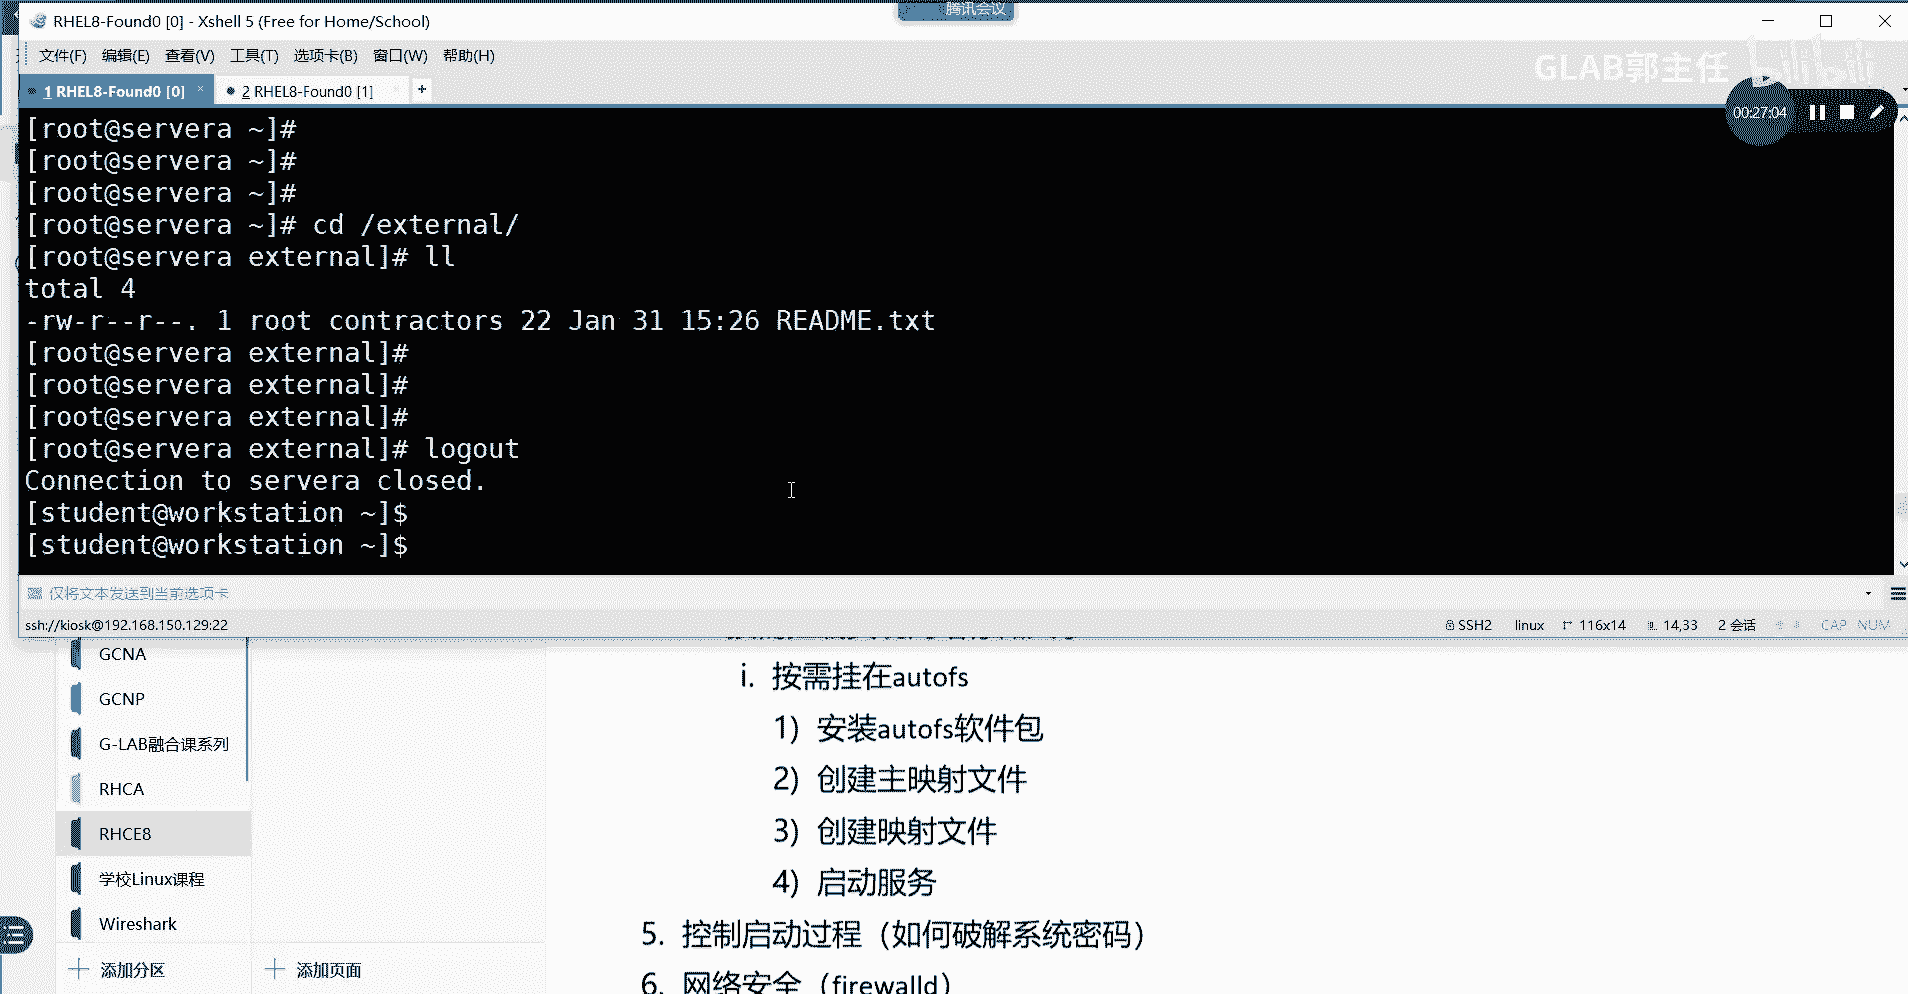 腾讯会议
RHEL8-Found0 [0] - Xshell 5 (Free for Home/School)
文件(F) 编辑(E) 查看(V) 工具(T) 选项卡(B) 窗口(W) 帮助(H)
GLAB郭主任
1 RHEL8-Found0 [0] × 2 RHEL8-Found0 [1] +
00:27:04
[root@servera ~]#
[root@servera ~]#
[root@servera ~]#
[root@servera ~]# cd /external/
[root@servera external]# ll
total 4
-rw-r--r--. 1 root contractors 22 Jan 31 15:26 README.txt
[root@servera external]#
[root@servera external]#
[root@servera external]#
[root@servera external]# logout
Connection to servera closed.
[student@workstation ~]$
[student@workstation ~]$
仅将文本发送到当前选项卡
ssh://kiosk@192.168.150.129:22 SSH2 linux 116x14 14,33 2 会话 CAP NUM
GCNA
GCNP
G-LAB融合课系列
RHCA
RHCE8
学校Linux课程
Wireshark
添加分区
添加页面
i. 按需挂在autofs
1) 安装autofs软件包
2) 创建主映射文件
3) 创建映射文件
4) 启动服务
5. 控制启动过程（如何破解系统密码）
6. 网络安全（firewalld）